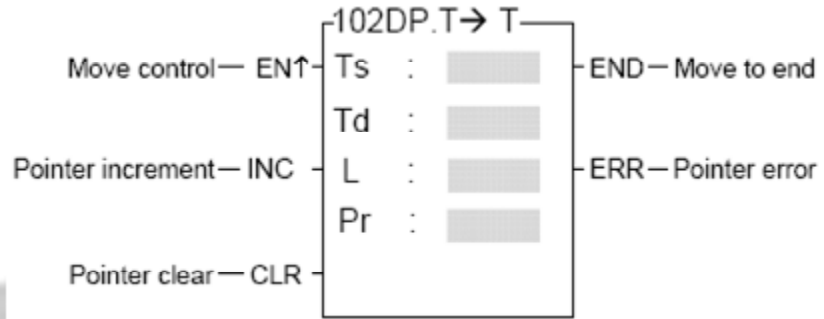 102DP.T→ T
Move control EN↑ Ts : END Move to end
Td :
Pointer increment INC L : ERR Pointer error
Pr :
Pointer clear CLR